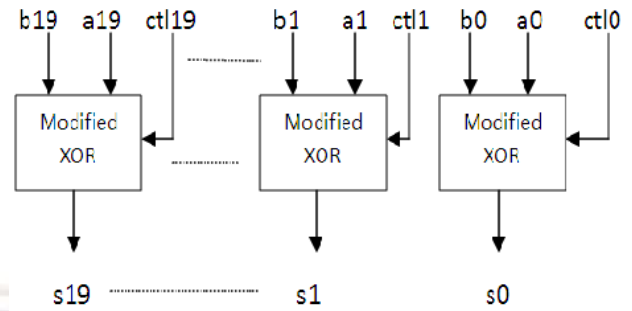 b19 a19 ctl19 b1 a1 ctl1 b0 a0 ctl0
Modified XOR Modified XOR Modified XOR
s19 s1 s0